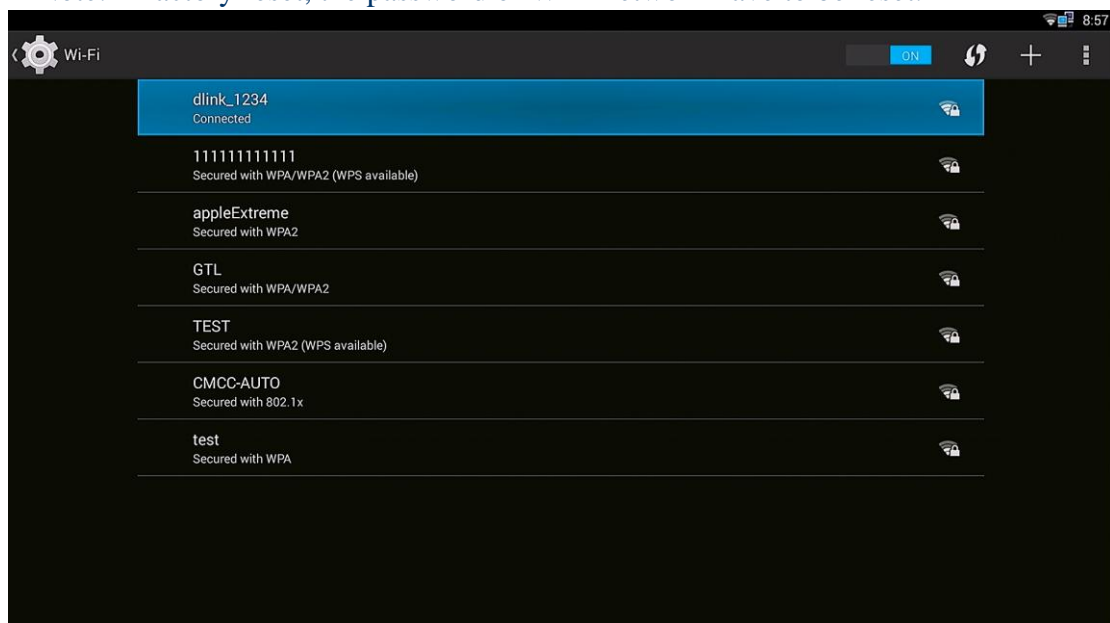 8:57
Wi-Fi
ON
dlink_1234
Connected
111111111111
Secured with WPA/WPA2 (WPS available)
appleExtreme
Secured with WPA2
GTL
Secured with WPA/WPA2
TEST
Secured with WPA2 (WPS available)
CMCC-AUTO
Secured with 802.1x
test
Secured with WPA